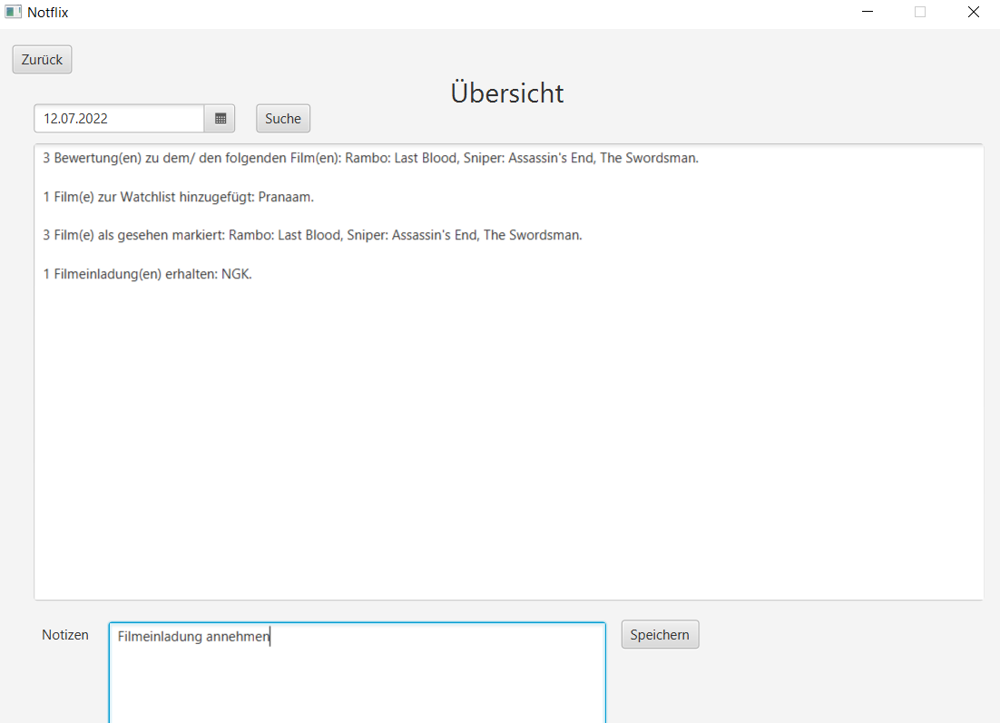 Notflix
Zurück
Übersicht
12.07.2022
Suche
3 Bewertung(en) zu dem/ den folgenden Film(en): Rambo: Last Blood, Sniper: Assassin's End, The Swordsman.
1 Film(e) zur Watchlist hinzugefügt: Pranaam.
3 Film(e) als gesehen markiert: Rambo: Last Blood, Sniper: Assassin's End, The Swordsman.
1 Filmeinladung(en) erhalten: NGK.
Notizen
Filmeinladung annehmen
Speichern